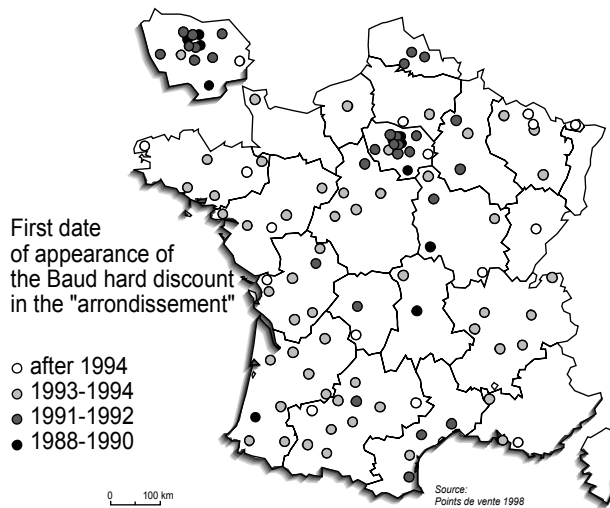 First date
of appearance of
the Baud hard discount
in the "arrondissement"
after 1994
1993-1994
1991-1992
1988-1990
0 100 km
Source:
Points de vente 1998